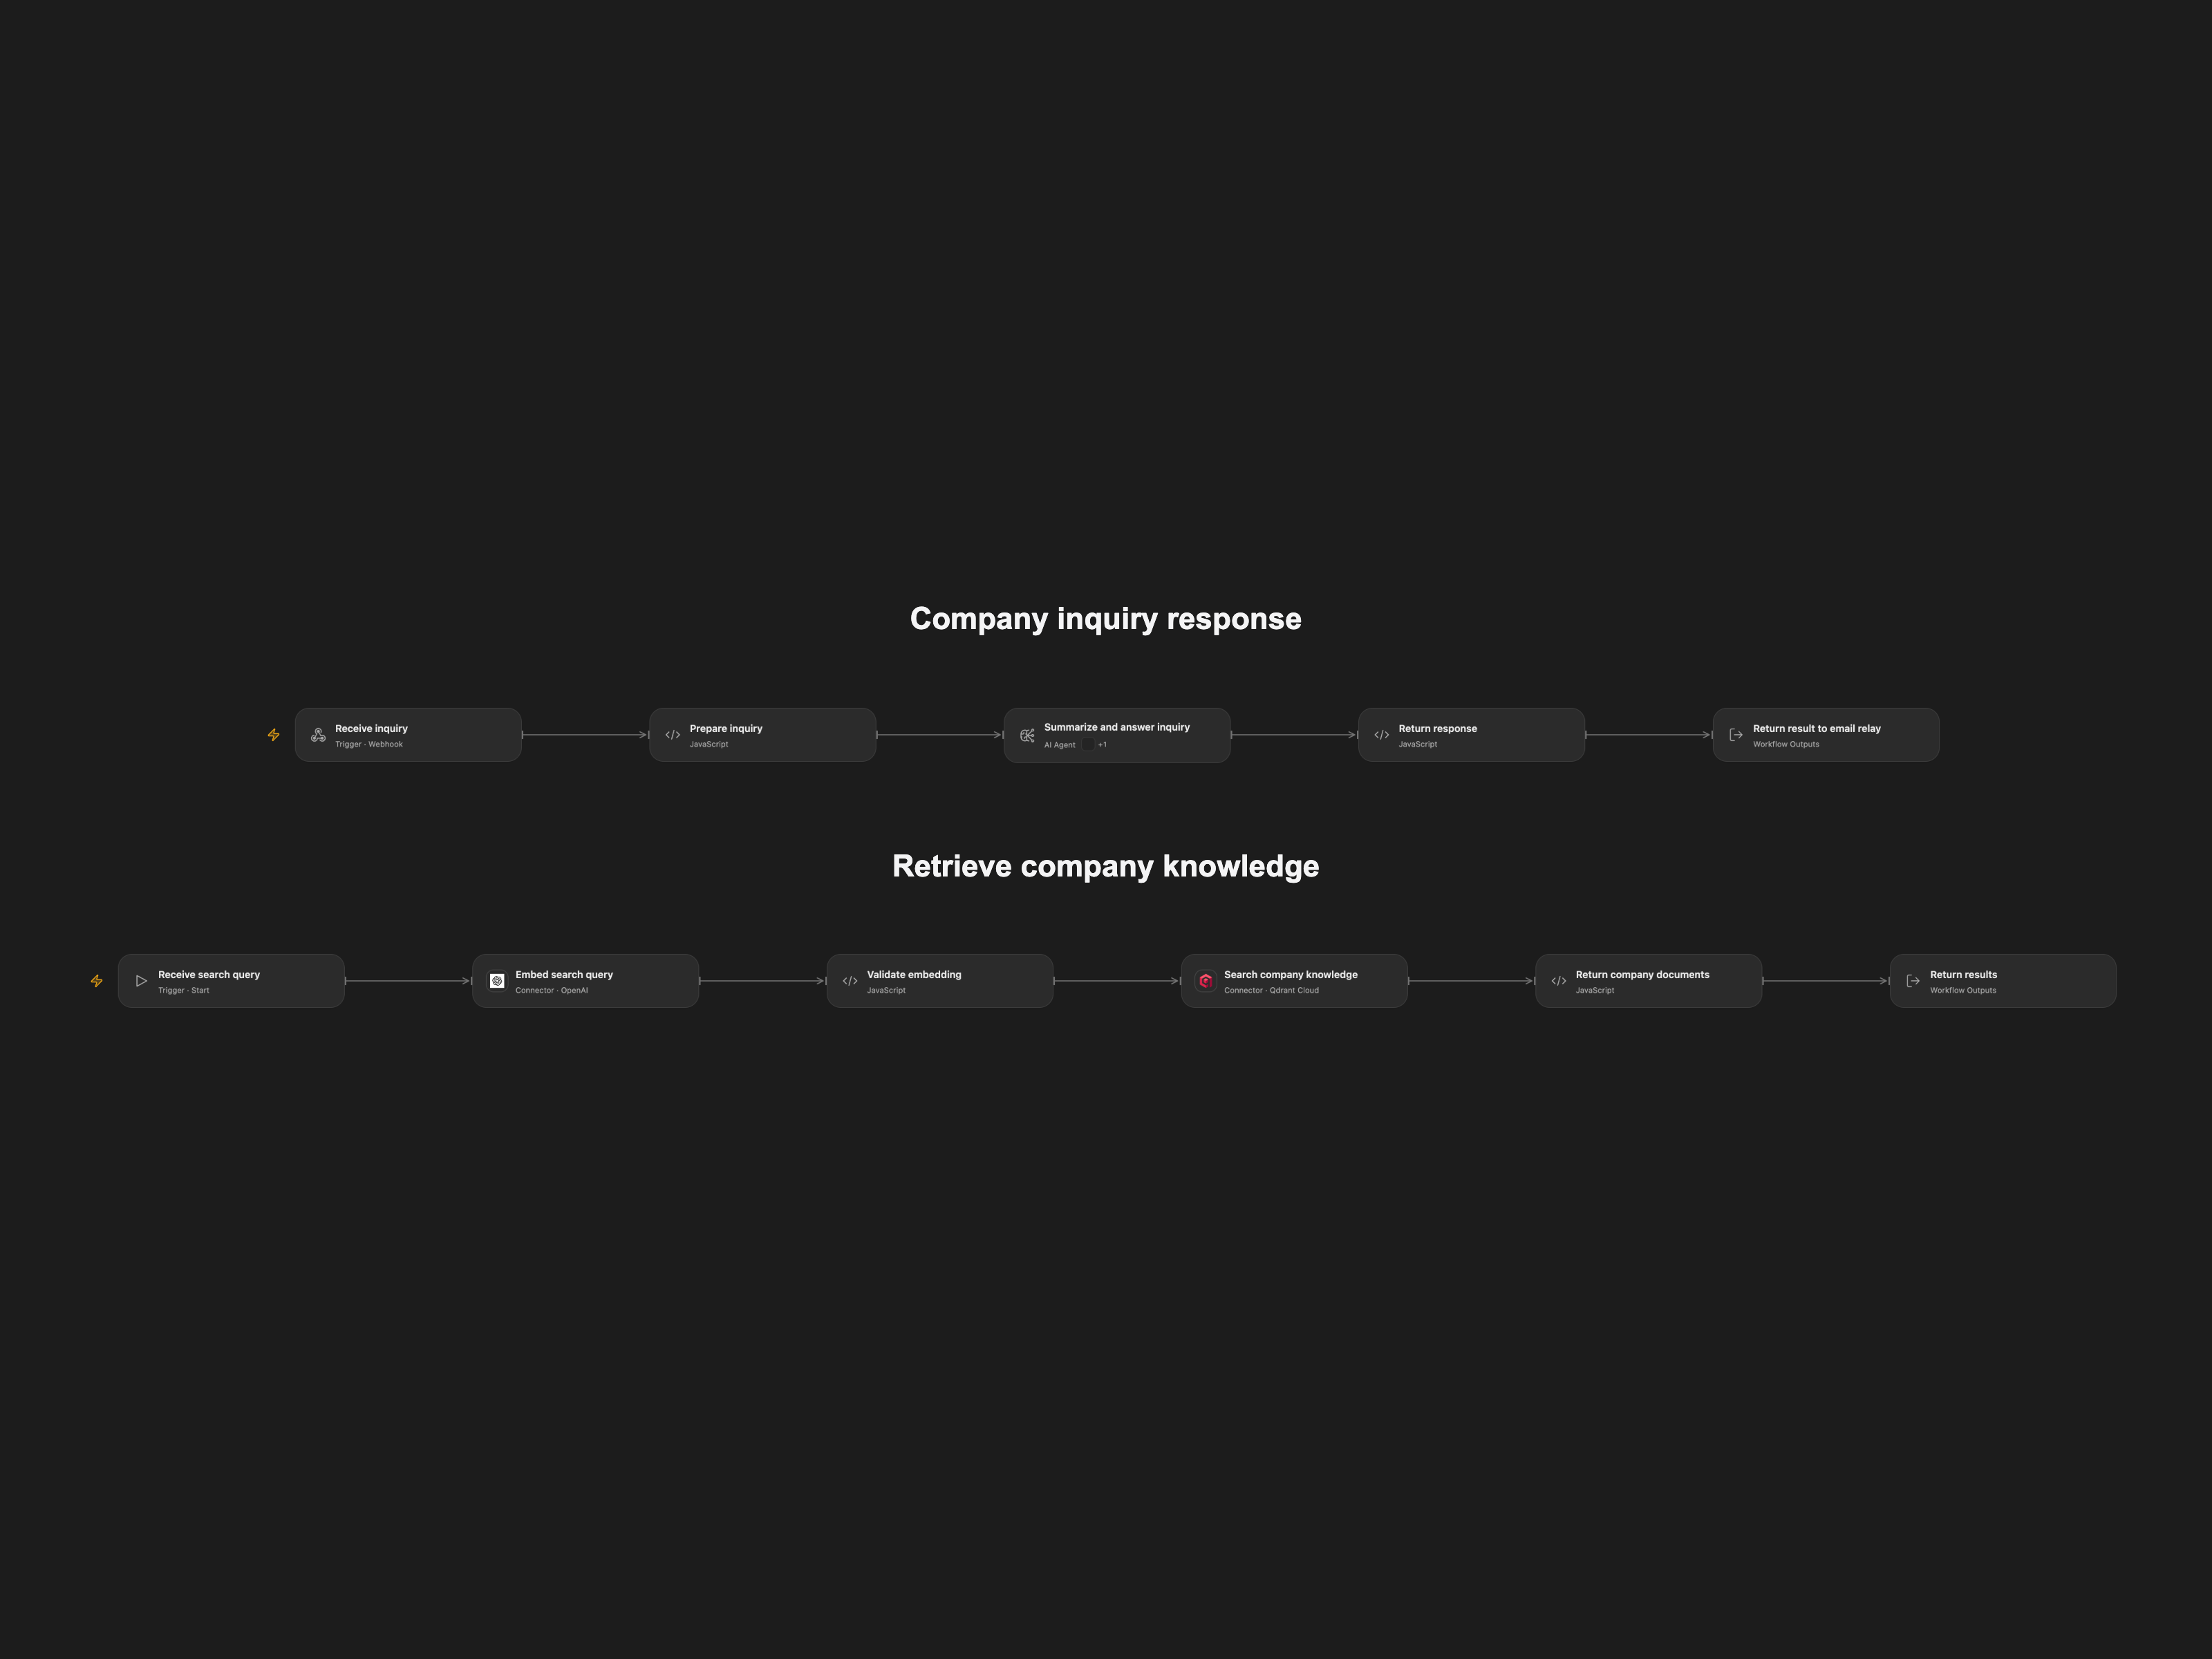 Company inquiry response
Receive inquiry
Trigger · Webhook
Prepare inquiry
JavaScript
Summarize and answer inquiry
AI Agent +1
Return response
JavaScript
Return result to email relay
Workflow Outputs
Retrieve company knowledge
Receive search query
Trigger · Start
Embed search query
Connector · OpenAI
Validate embedding
JavaScript
Search company knowledge
Connector · Qdrant Cloud
Return company documents
JavaScript
Return results
Workflow Outputs